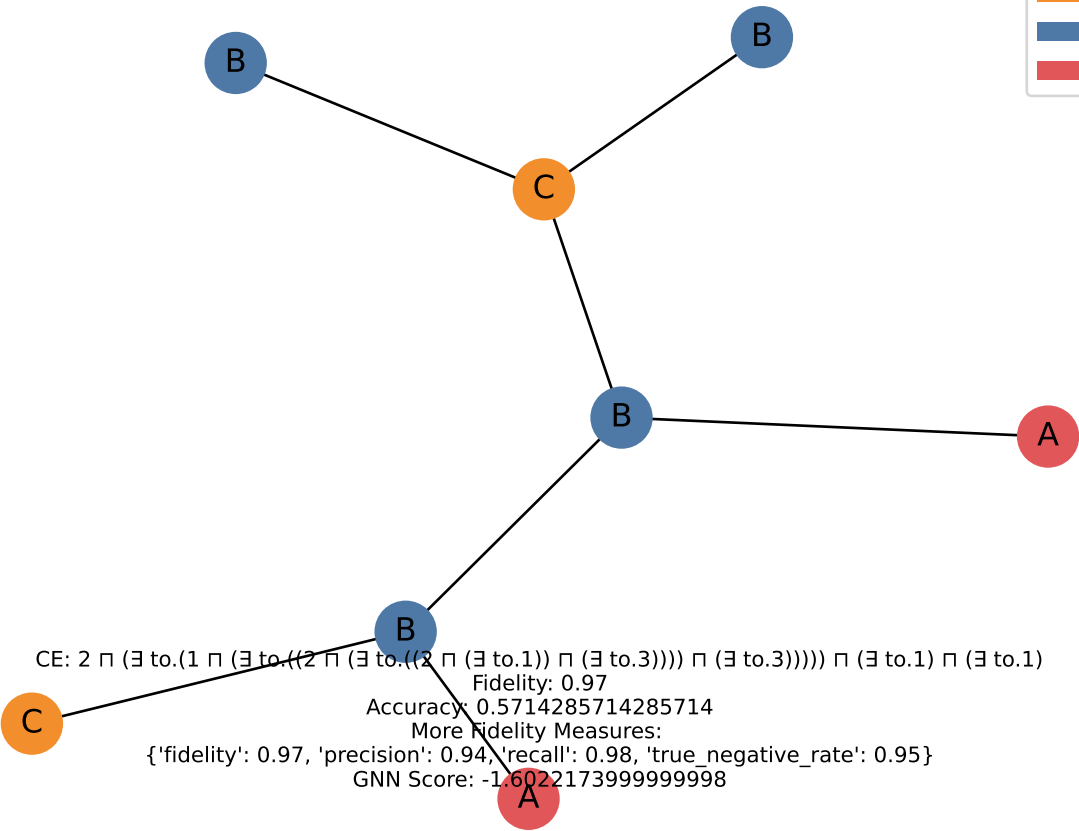 B
B
C
B
A
B
CE: 2 ⊓ (∃ to.(1 ⊓ (∃ to.((2 ⊓ (∃ to.((2 ⊓ (∃ to.1)) ⊓ (∃ to.3)))) ⊓ (∃ to.3))))) ⊓ (∃ to.1) ⊓ (∃ to.1)
Fidelity: 0.97
Accuracy: 0.5714285714285714
C
More Fidelity Measures:
{'fidelity': 0.97, 'precision': 0.94, 'recall': 0.98, 'true_negative_rate': 0.95}
GNN Score: -1.6022173999999998
A